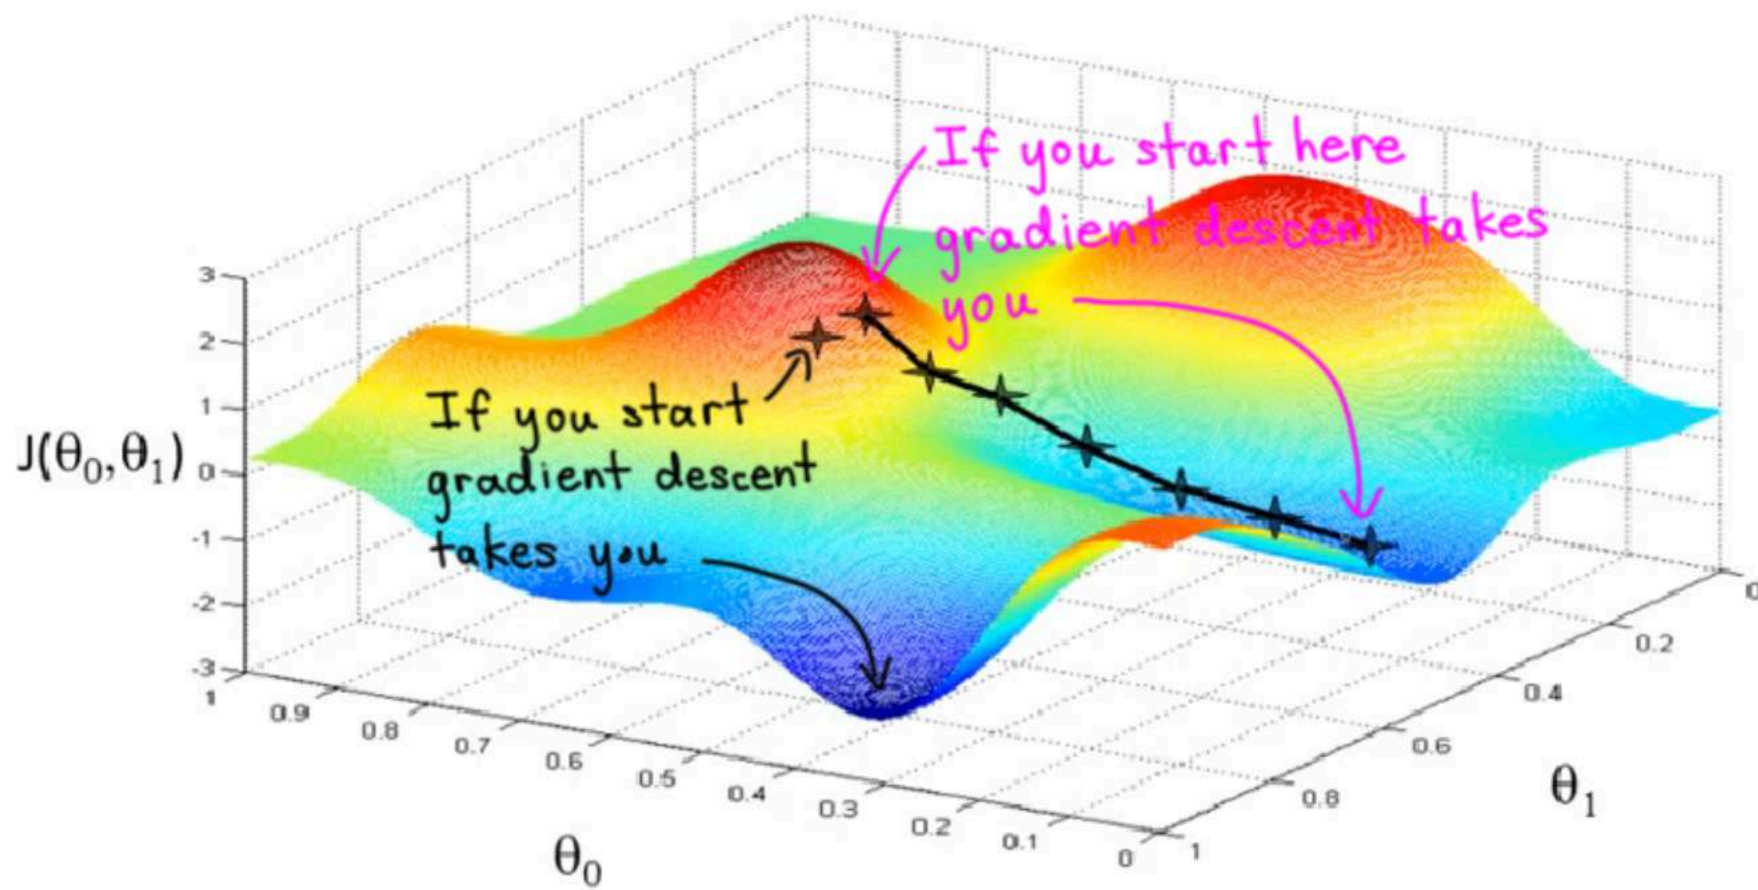 If you start here
gradient descent takes
you
3
2
1
0
-1
-2
-3
J(θ₀,θ₁)
If you start
gradient descent
takes you
1
0.9
0.8
0.7
0.6
0.5
0.4
0.3
0.2
0.1
0
θ₀
0
0.2
0.4
0.6
0.8
1
θ₁